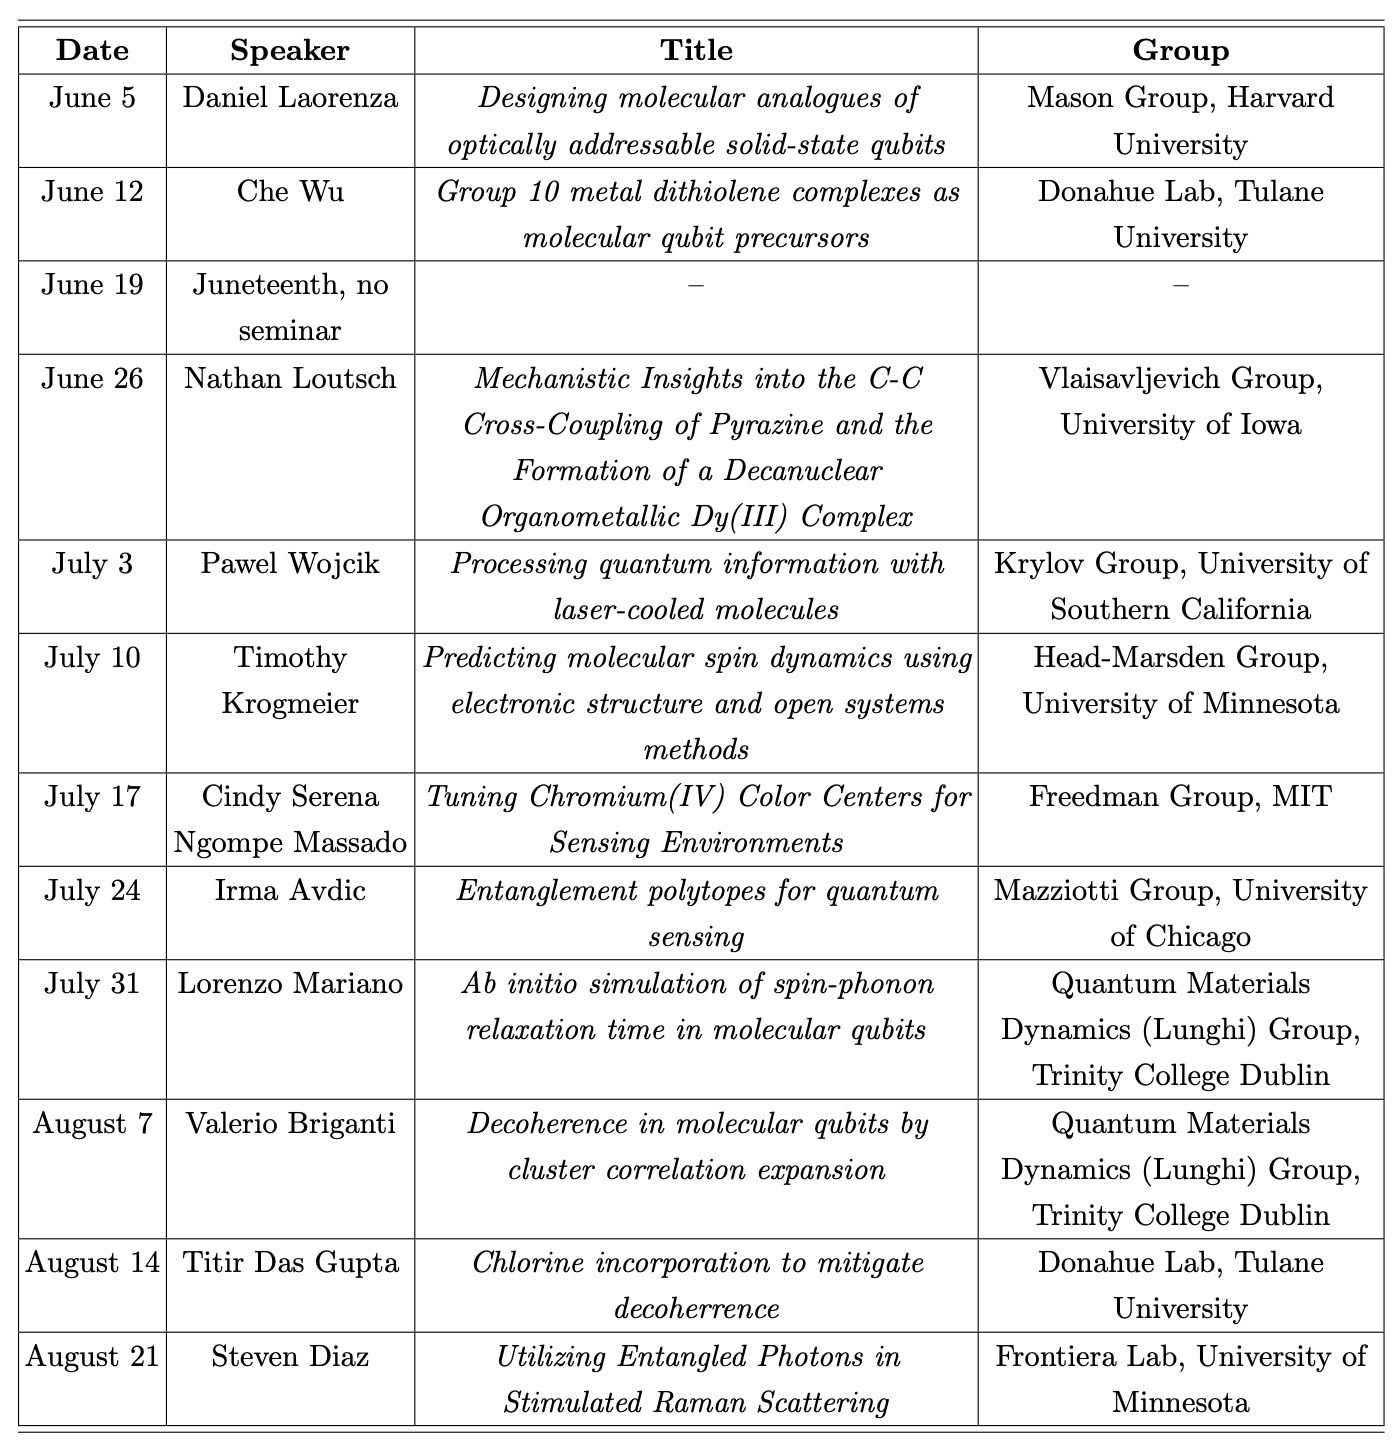 Date Speaker Title Group
June 5 Daniel Laorenza Designing molecular analogues of Mason Group, Harvard
optically addressable solid-state qubits University
June 12 Che Wu Group 10 metal dithiolene complexes as Donahue Lab, Tulane
molecular qubit precursors University
June 19 Juneteenth, no – –
seminar
June 26 Nathan Loutsch Mechanistic Insights into the C-C Vlaisavljevich Group,
Cross-Coupling of Pyrazine and the University of Iowa
Formation of a Decanuclear
Organometallic Dy(III) Complex
July 3 Pawel Wojcik Processing quantum information with Krylov Group, University of
laser-cooled molecules Southern California
July 10 Timothy Predicting molecular spin dynamics using Head-Marsden Group,
Krogmeier electronic structure and open systems University of Minnesota
methods
July 17 Cindy Serena Tuning Chromium(IV) Color Centers for Freedman Group, MIT
Ngompe Massado Sensing Environments
July 24 Irma Avdic Entanglement polytopes for quantum Mazziotti Group, University
sensing of Chicago
July 31 Lorenzo Mariano Ab initio simulation of spin-phonon Quantum Materials
relaxation time in molecular qubits Dynamics (Lunghi) Group,
Trinity College Dublin
August 7 Valerio Briganti Decoherence in molecular qubits by Quantum Materials
cluster correlation expansion Dynamics (Lunghi) Group,
Trinity College Dublin
August 14 Titir Das Gupta Chlorine incorporation to mitigate Donahue Lab, Tulane
decoherrence University
August 21 Steven Diaz Utilizing Entangled Photons in Frontiera Lab, University of
Stimulated Raman Scattering Minnesota